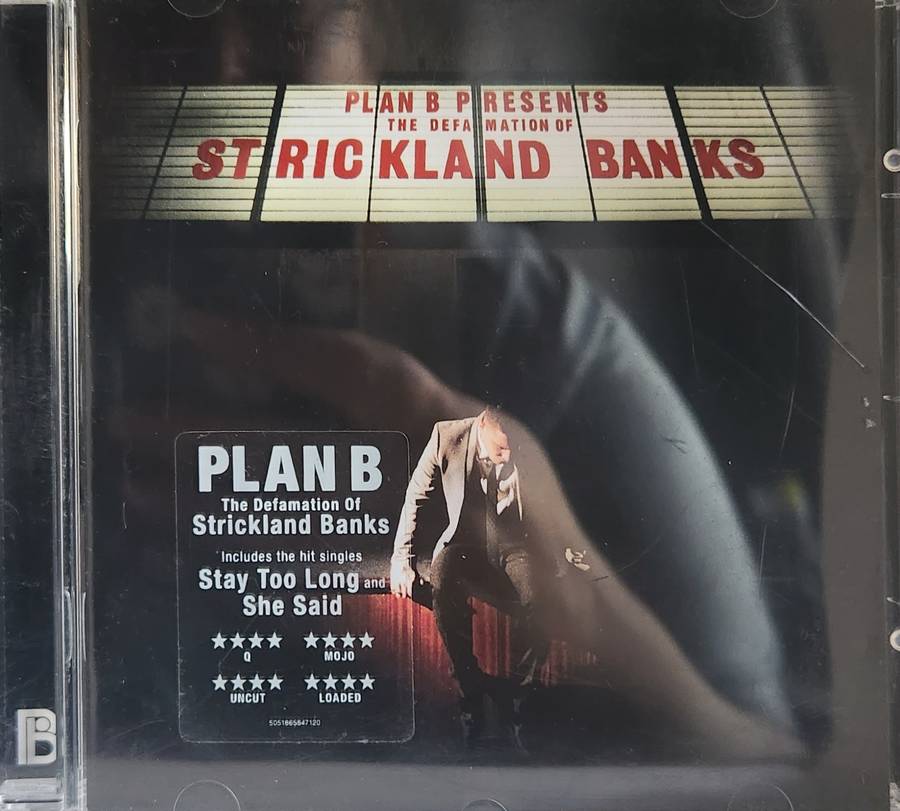 PLAN B PRESENTS
THE DEFAMATION OF
STRICKLAND BANKS
PLAN B
The Defamation Of
Strickland Banks
Includes the hit singles
Stay Too Long and
She Said
★★★★ ★★★★
Q MOJO
★★★★ ★★★★
UNCUT LOADED
5051865847120
B